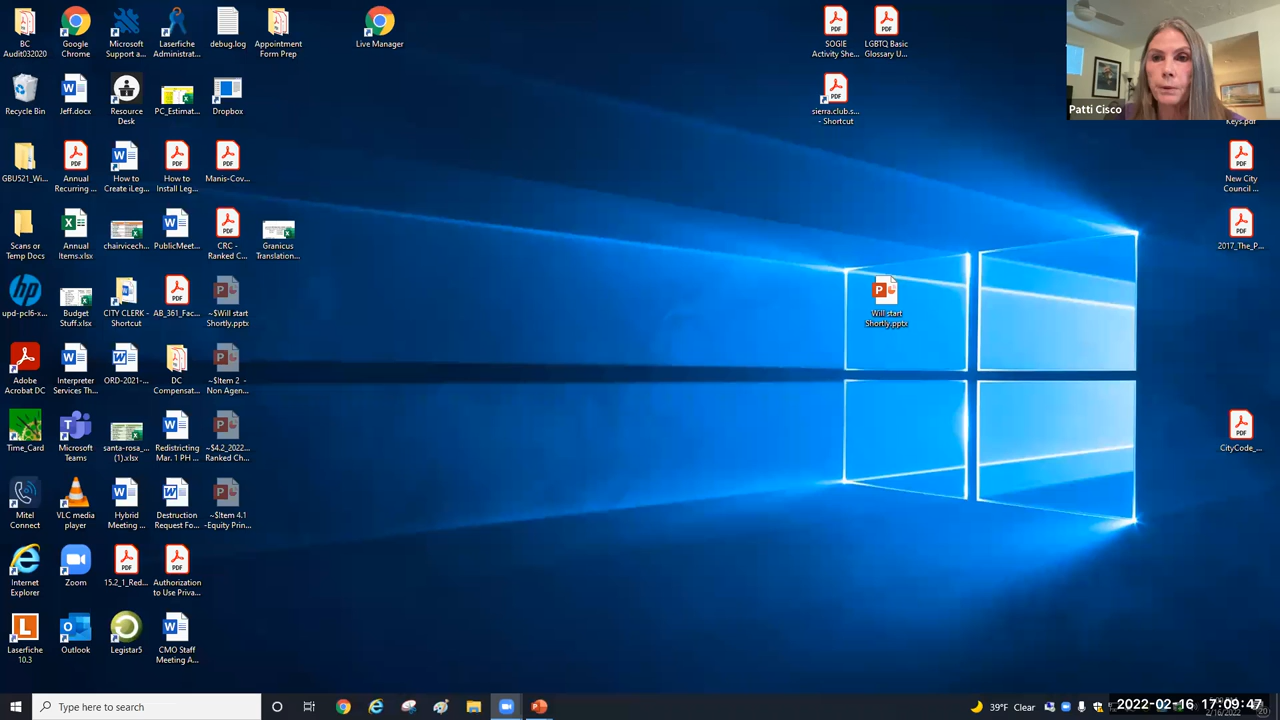 BC
Audit032020
Google
Chrome
Microsoft
Support a...
Laserfiche
Administrat...
debug.log
Appointment
Form Prep
Live Manager
SOGIE
Activity She...
LGBTQ Basic
Glossary U...
Patti Cisco
Recycle Bin
Jeff.docx
Resource
Desk
PC_Estimat...
Dropbox
sierra.club.s...
- Shortcut
Keys.pdf
GBU521_Wi...
Annual
Recurring ...
How to
Create iLeg...
How to
Install Leg...
Manis-Cov...
New City
Council ...
Scans or
Temp Docs
Annual
Items.xlsx
chairvicech...
PublicMeet...
CRC -
Ranked C...
Granicus
Translation...
2017_The_P...
upd-pcl6-x...
Budget
Stuff.xlsx
CITY CLERK -
Shortcut
AB_361_Fac...
~$Will start
Shortly.pptx
Will start
Shortly.pptx
Adobe
Acrobat DC
Interpreter
Services Th...
ORD-2021-...
DC
Compensat...
~$Item 2 -
Non Agen...
Time_Card
Microsoft
Teams
santa-rosa_...
(1).xlsx
Redistricting
Mar. 1 PH ...
~$4.2_2022...
Ranked Ch...
CityCode_...
Mitel
Connect
VLC media
player
Hybrid
Meeting ...
Destruction
Request Fo...
~$Item 4.1
-Equity Prin...
Internet
Explorer
Zoom
15.2_1_Red...
Authorization
to Use Priva...
Laserfiche
10.3
Outlook
Legistar5
CMO Staff
Meeting A...
Type here to search
39°F Clear
2022-02-16 17:09:47